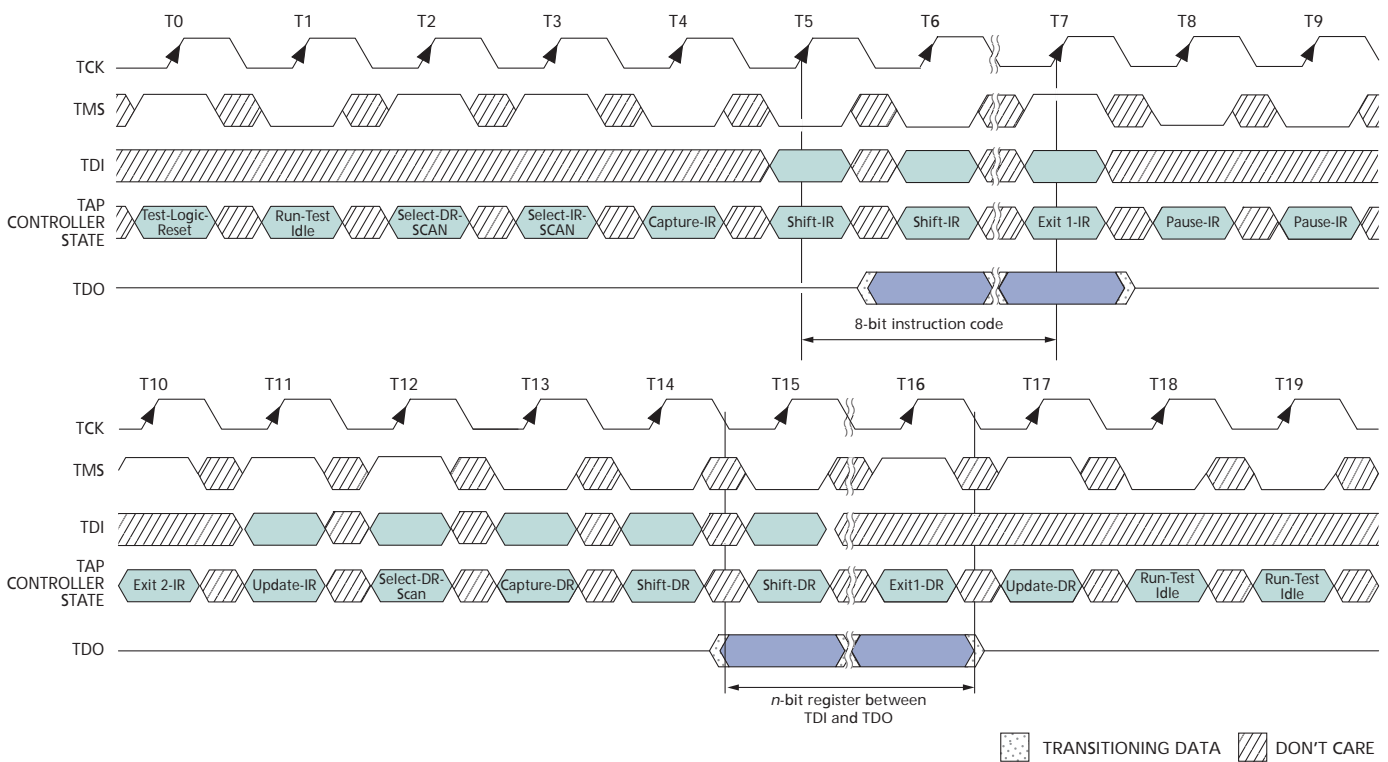 T0 T1 T2 T3 T4 T5 T6 T7 T8 T9
TCK
TMS
TDI
TAP
CONTROLLER
STATE
Test-Logic-
Reset
Run-Test
Idle
Select-DR-
SCAN
Select-IR-
SCAN
Capture-IR
Shift-IR
Shift-IR
Exit 1-IR
Pause-IR
Pause-IR
TDO
8-bit instruction code
T10 T11 T12 T13 T14 T15 T16 T17 T18 T19
TCK
TMS
TDI
TAP
CONTROLLER
STATE
Exit 2-IR
Update-IR
Select-DR-
Scan
Capture-DR
Shift-DR
Shift-DR
Exit1-DR
Update-DR
Run-Test
Idle
Run-Test
Idle
TDO
n-bit register between
TDI and TDO
TRANSITIONING DATA
DON'T CARE